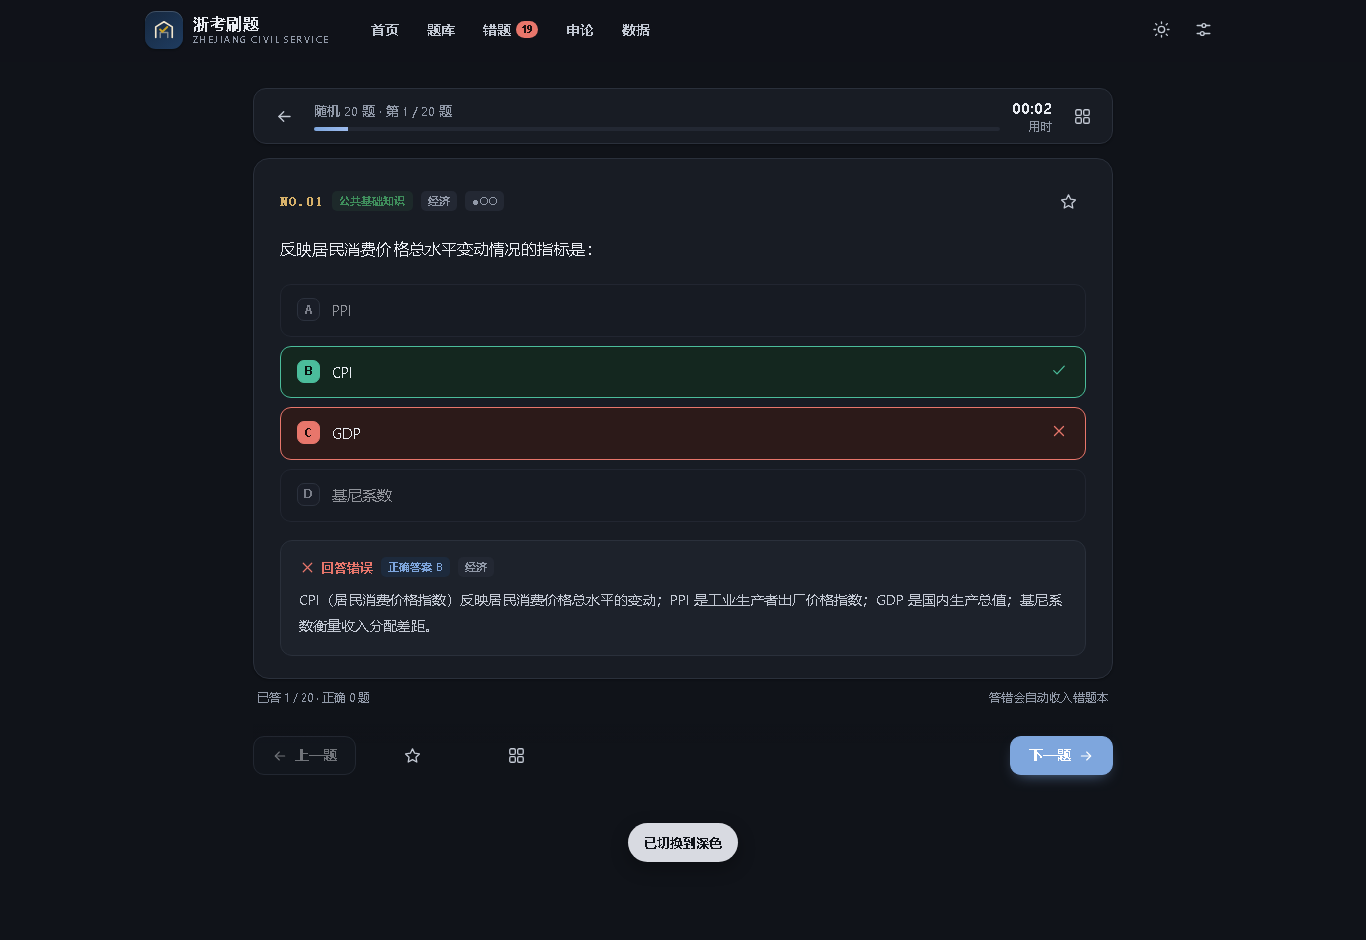 浙考刷题
ZHEJIANG CIVIL SERVICE
首页 题库 错题 19 申论 数据
随机 20 题 · 第 1 / 20 题
00:02
用时
NO.01 公共基础知识 经济 ●○○
反映居民消费价格总水平变动情况的指标是：
A PPI
B CPI
C GDP
D 基尼系数
回答错误 正确答案 B 经济
CPI（居民消费价格指数）反映居民消费价格总水平的变动；PPI 是工业生产者出厂价格指数；GDP 是国内生产总值；基尼系
数衡量收入分配差距。
已答 1 / 20 · 正确 0 题
答错会自动收入错题本
← 上一题
下一题 →
已切换到深色